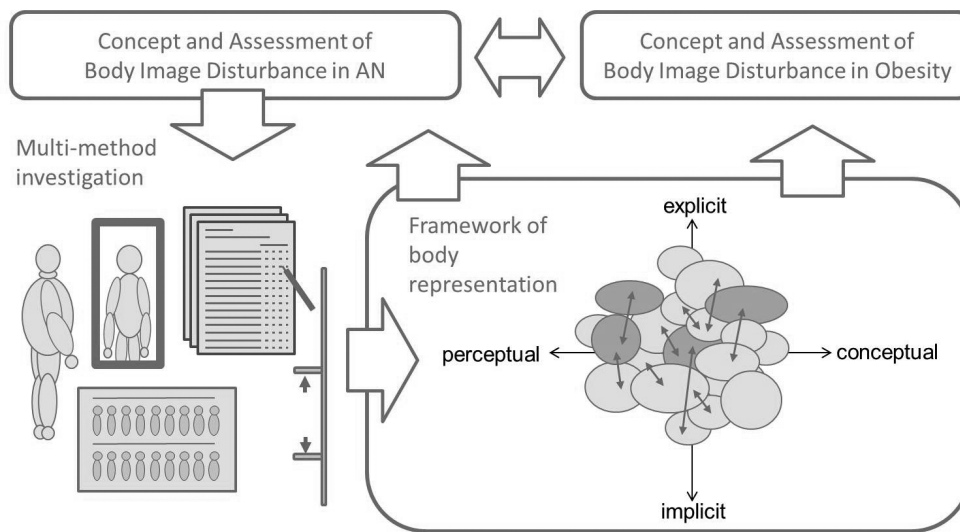 Concept and Assessment of
Body Image Disturbance in AN
Concept and Assessment of
Body Image Disturbance in Obesity
Multi-method
investigation
Framework of
body
representation
explicit
perceptual
conceptual
implicit